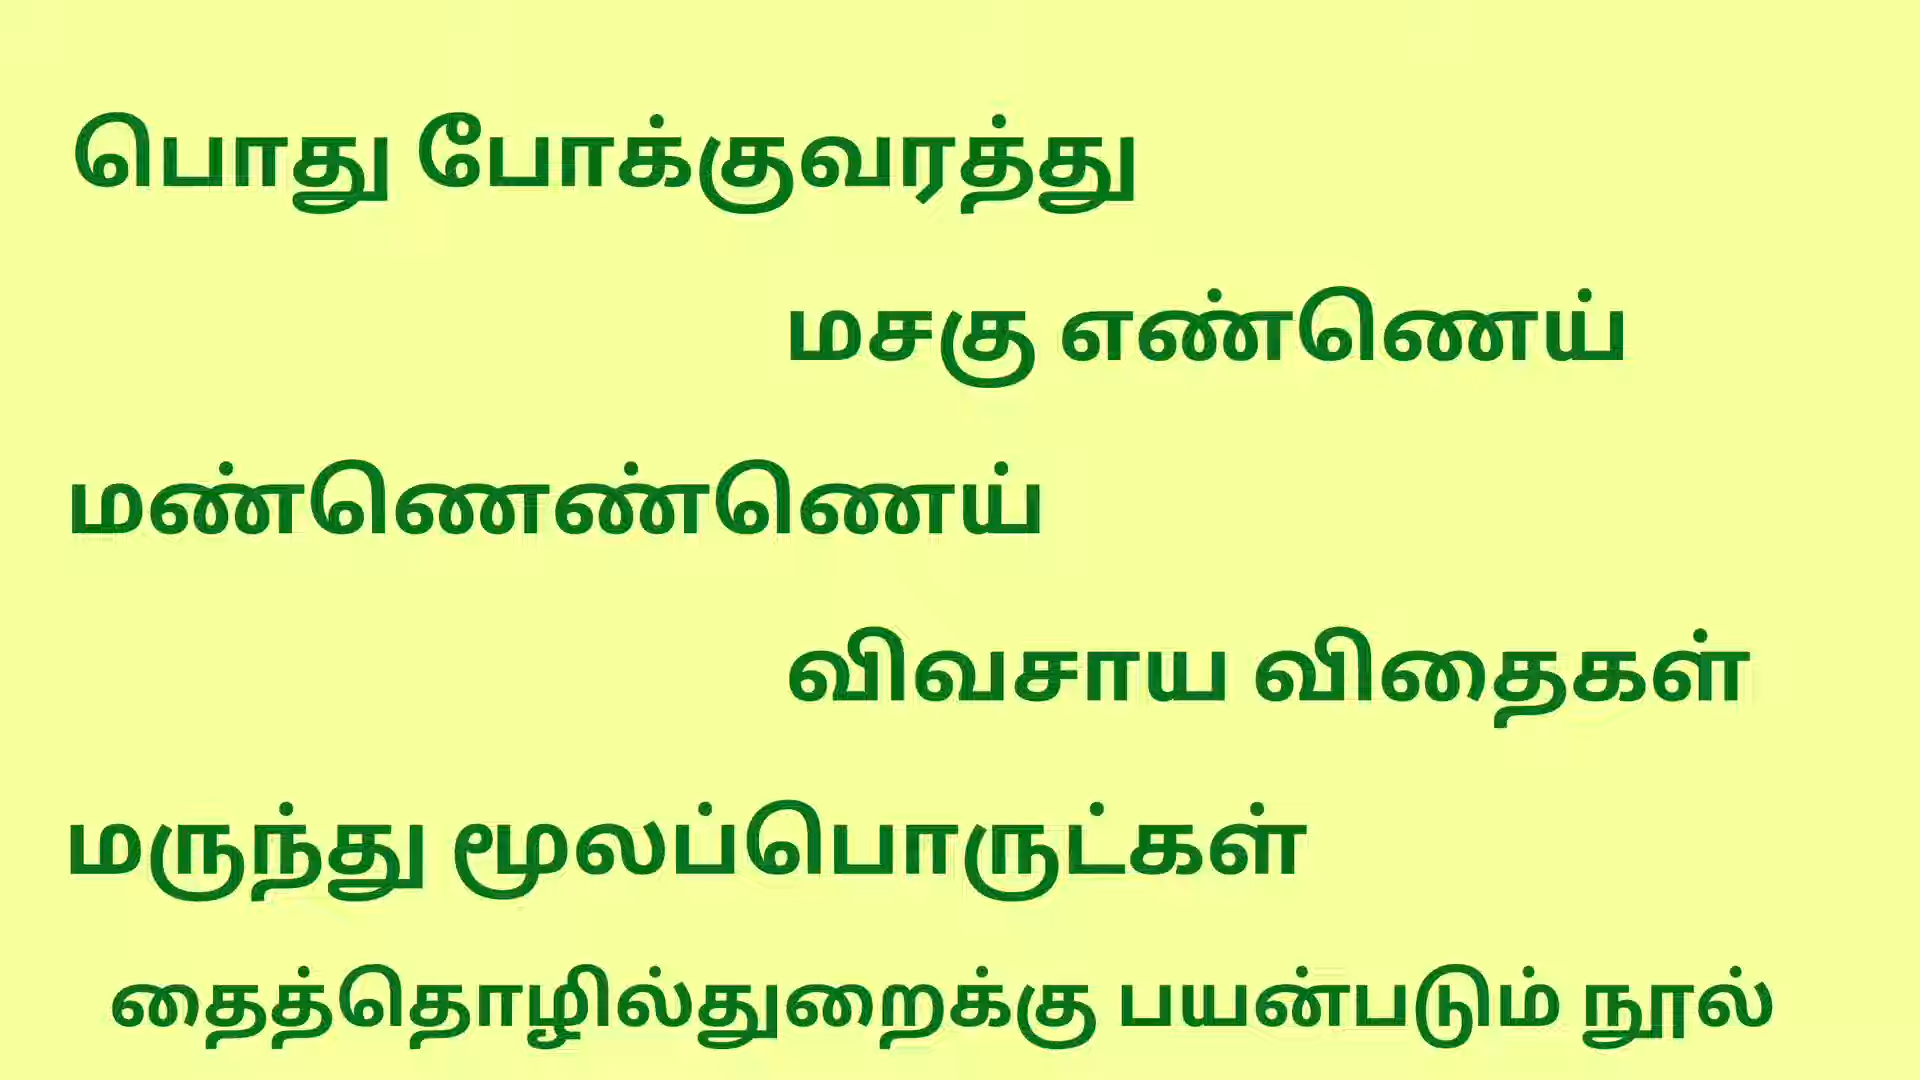 பொது போக்குவரத்து
மசகு எண்ணெய்
மண்ணெண்ணெய்
விவசாய விதைகள்
மருந்து மூலப்பொருட்கள்
தைத்தொழில்துறைக்கு பயன்படும் நூல்